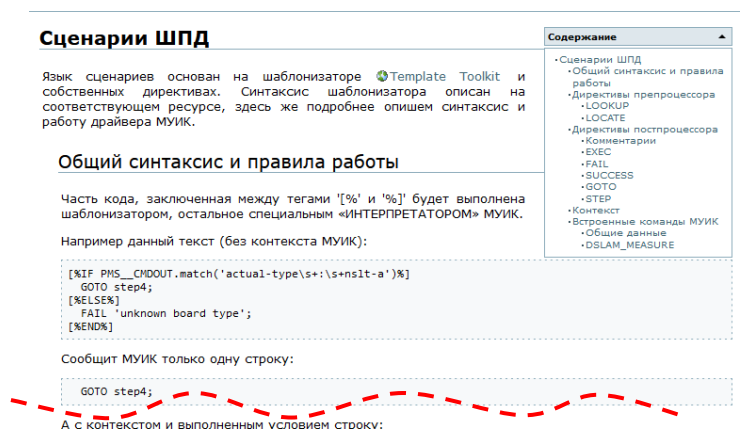 Сценарии ШПД
Язык сценариев основан на шаблонизаторе Template Toolkit и
собственных директивах. Синтаксис шаблонизатора описан на
соответствующем ресурсе, здесь же подробнее опишем синтаксис и
работу драйвера МУИК.
Содержание
Сценарии ШПД
Общий синтаксис и правила
работы
Директивы препроцессора
LOOKUP
LOCATE
Директивы постпроцессора
Комментарии
EXEC
FAIL
SUCCESS
GOTO
STEP
Контекст
Встроенные команды МУИК
Общие данные
DSLAM_MEASURE
Общий синтаксис и правила работы
Часть кода, заключенная между тегами '[%' и '%]' будет выполнена
шаблонизатором, остальное специальным «ИНТЕРПРЕТАТОРОМ» МУИК.
Например данный текст (без контекста МУИК):
[%IF PMS__CMDOUT.match('actual-type\s+:\s+nslt-a')%]
GOTO step4;
[%ELSE%]
FAIL 'unknown board type';
[%END%]
Сообщит МУИК только одну строку:
GOTO step4;
А с контекстом и выполненным условием строку: